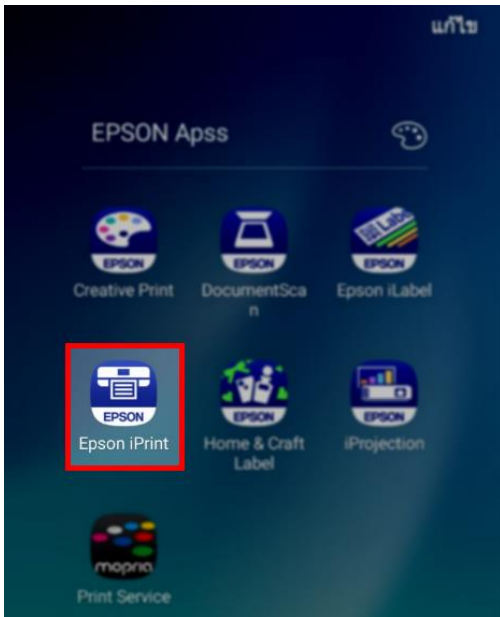 แก้ไข
EPSON Apss
EPSON
EPSON
iLabel
EPSON
Creative Print
DocumentSca
n
Epson iLabel
EPSON
EPSON
EPSON
Epson iPrint
Home & Craft
Label
iProjection
mopria
Print Service